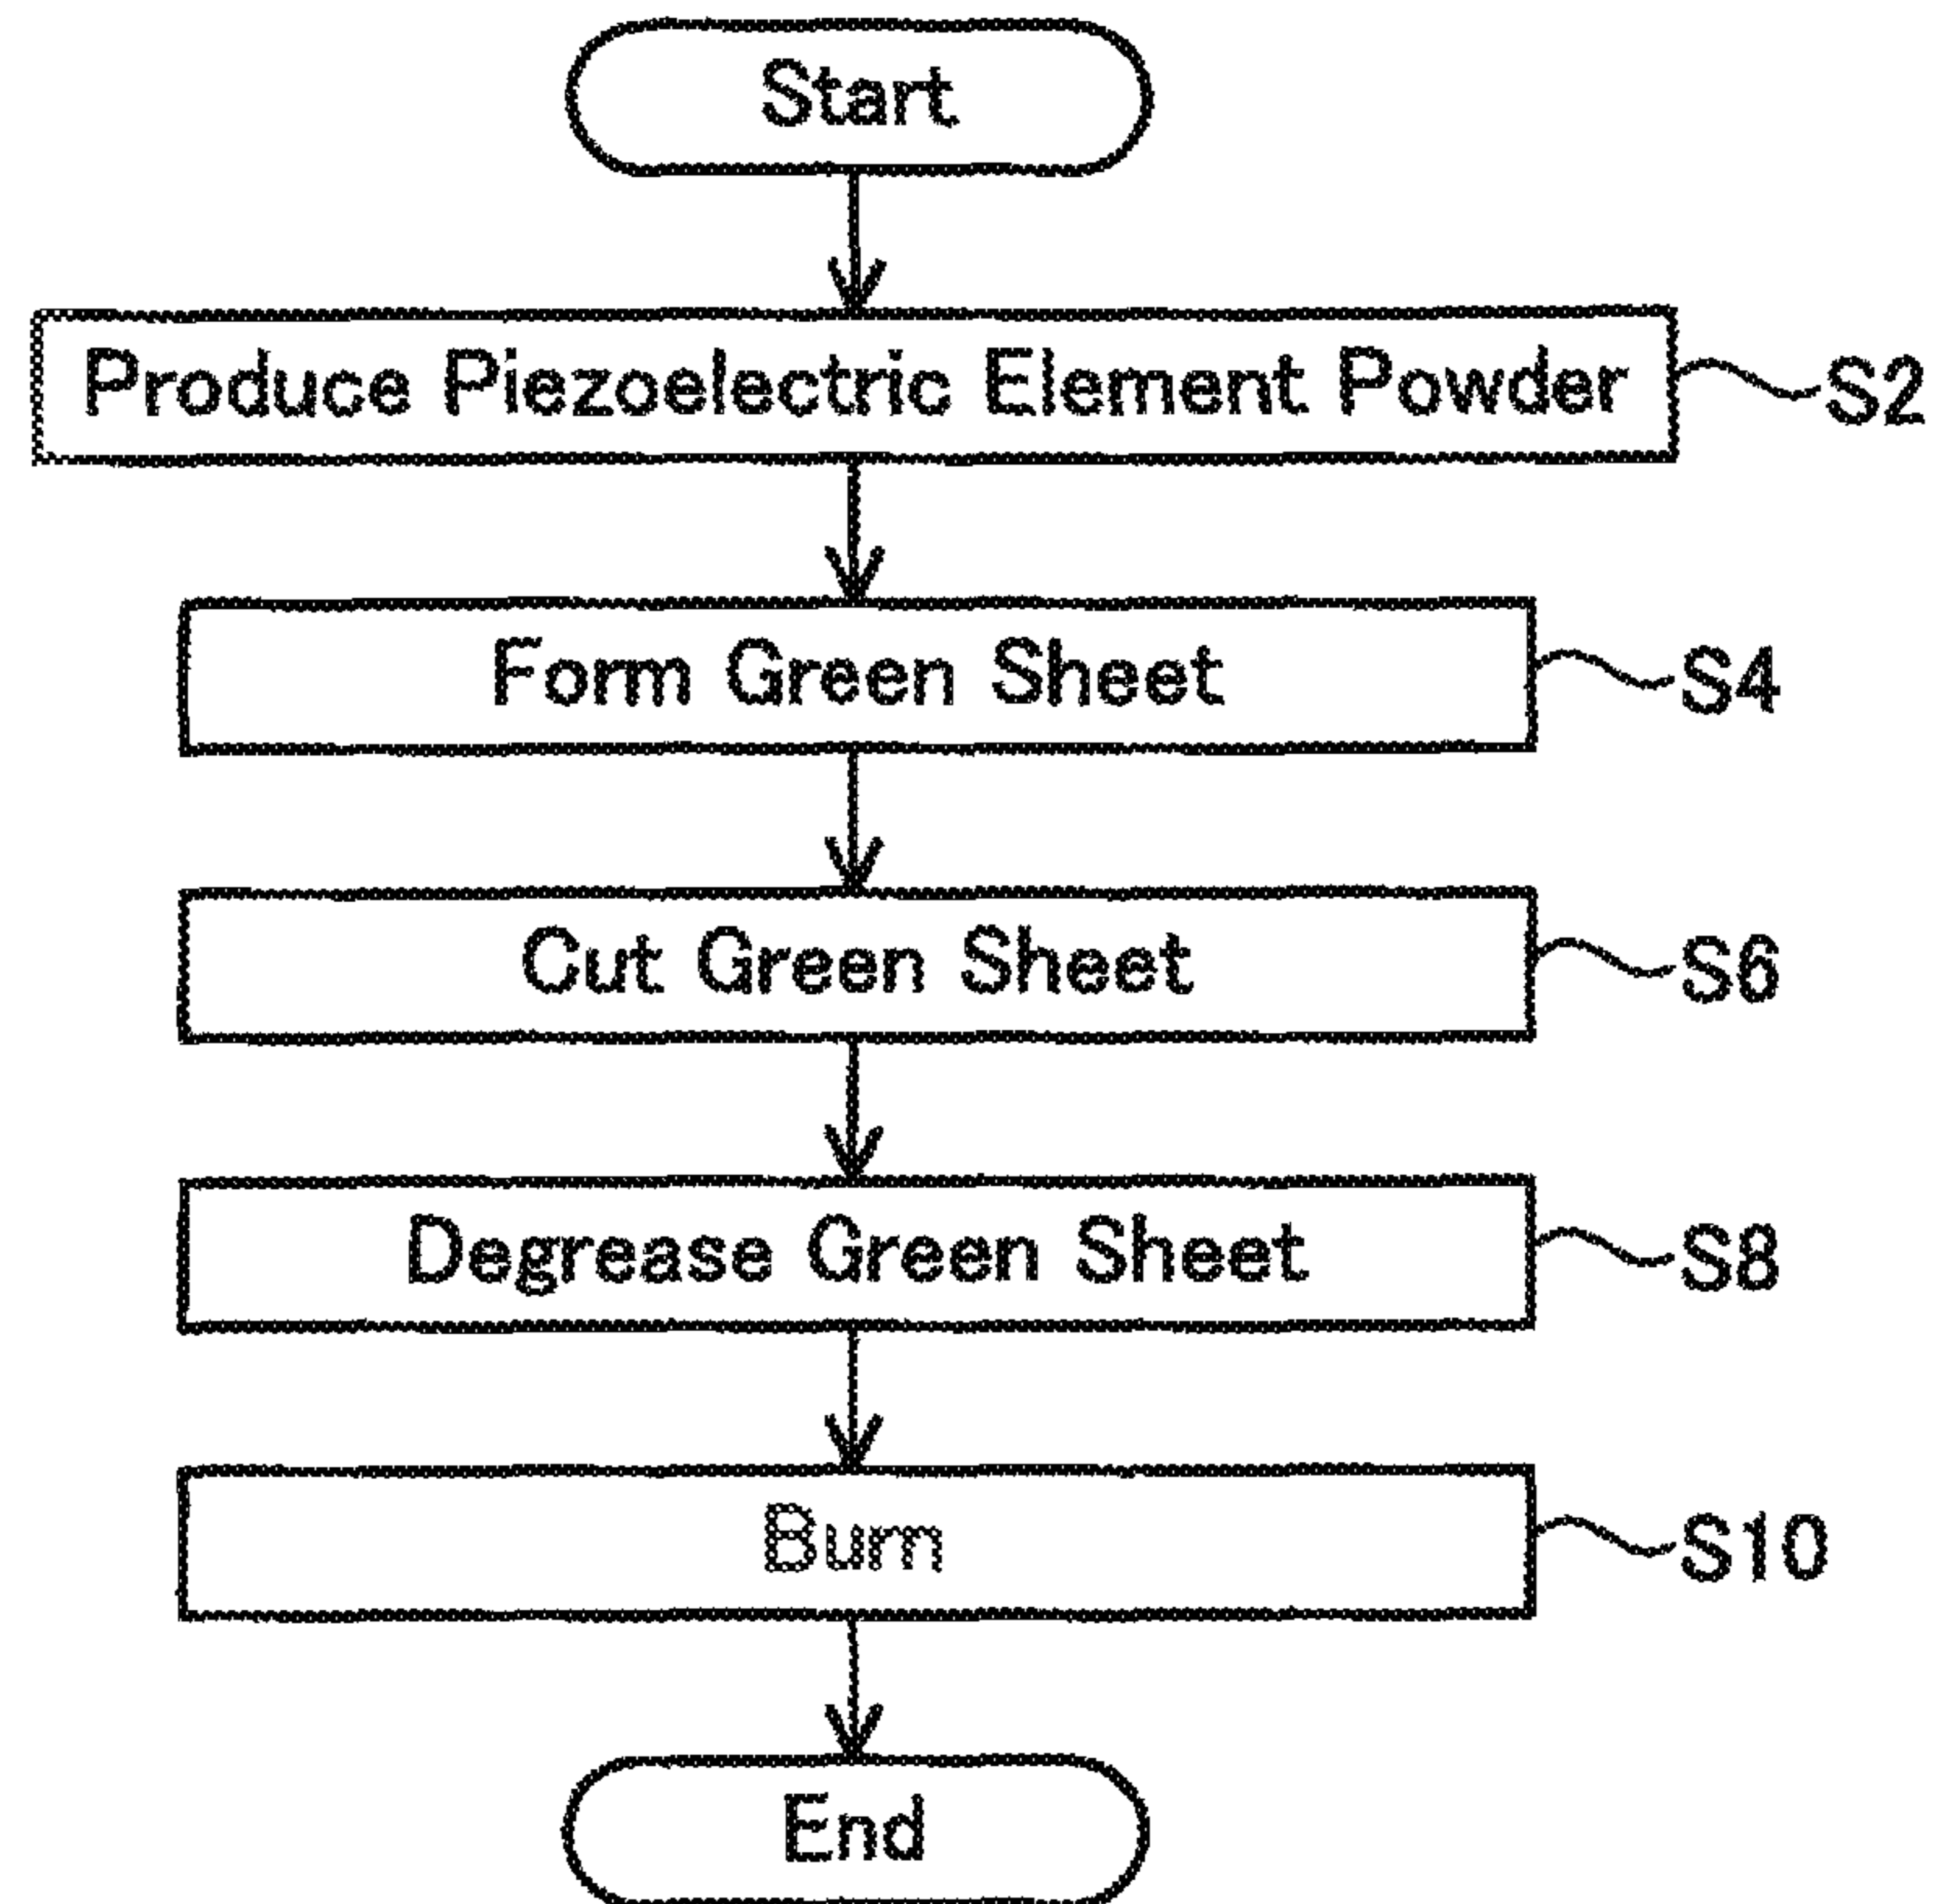 Start
Produce Piezoelectric Element Powder S2
Form Green Sheet S4
Cut Green Sheet S6
Degrease Green Sheet S8
Burn S10
End